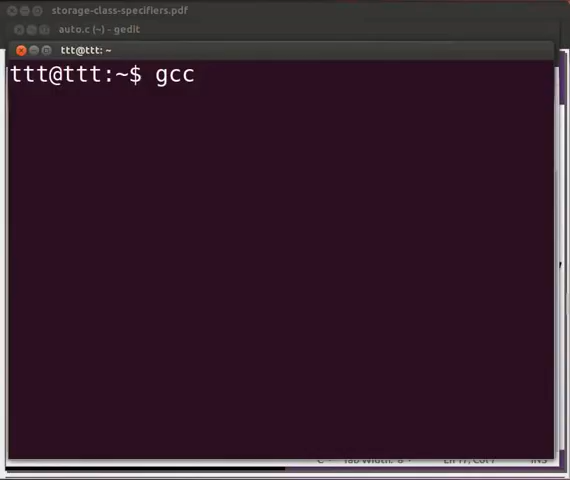 storage-class-specifiers.pdf
auto.c (~) - gedit
ttt@ttt: ~
ttt@ttt:~$ gcc